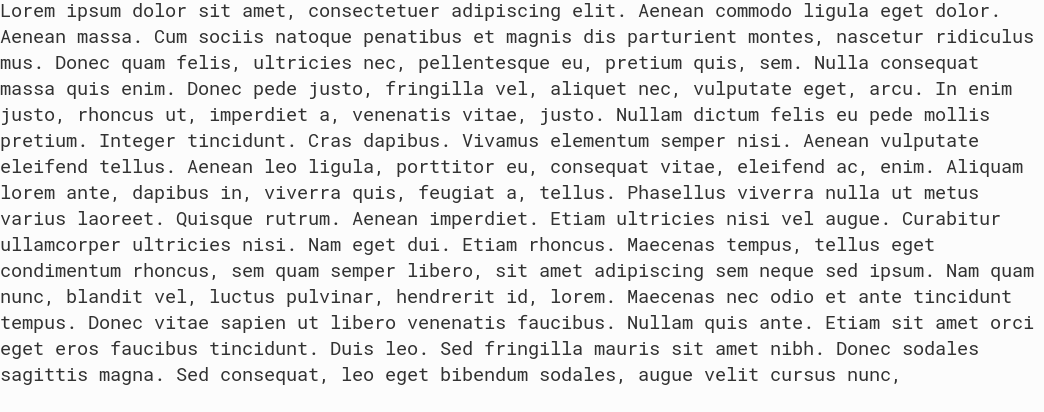 Lorem ipsum dolor sit amet, consectetuer adipiscing elit. Aenean commodo ligula eget dolor.
Aenean massa. Cum sociis natoque penatibus et magnis dis parturient montes, nascetur ridiculus
mus. Donec quam felis, ultricies nec, pellentesque eu, pretium quis, sem. Nulla consequat
massa quis enim. Donec pede justo, fringilla vel, aliquet nec, vulputate eget, arcu. In enim
justo, rhoncus ut, imperdiet a, venenatis vitae, justo. Nullam dictum felis eu pede mollis
pretium. Integer tincidunt. Cras dapibus. Vivamus elementum semper nisi. Aenean vulputate
eleifend tellus. Aenean leo ligula, porttitor eu, consequat vitae, eleifend ac, enim. Aliquam
lorem ante, dapibus in, viverra quis, feugiat a, tellus. Phasellus viverra nulla ut metus
varius laoreet. Quisque rutrum. Aenean imperdiet. Etiam ultricies nisi vel augue. Curabitur
ullamcorper ultricies nisi. Nam eget dui. Etiam rhoncus. Maecenas tempus, tellus eget
condimentum rhoncus, sem quam semper libero, sit amet adipiscing sem neque sed ipsum. Nam quam
nunc, blandit vel, luctus pulvinar, hendrerit id, lorem. Maecenas nec odio et ante tincidunt
tempus. Donec vitae sapien ut libero venenatis faucibus. Nullam quis ante. Etiam sit amet orci
eget eros faucibus tincidunt. Duis leo. Sed fringilla mauris sit amet nibh. Donec sodales
sagittis magna. Sed consequat, leo eget bibendum sodales, augue velit cursus nunc,